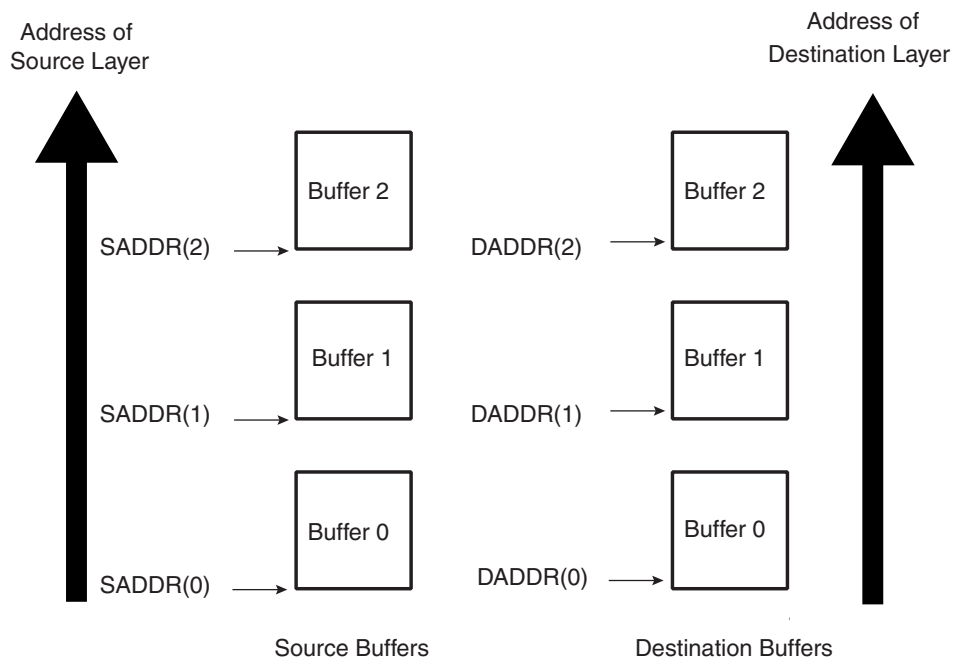 Address of
Source Layer
Address of
Destination Layer
Buffer 2
Buffer 2
SADDR(2)
DADDR(2)
Buffer 1
Buffer 1
SADDR(1)
DADDR(1)
Buffer 0
Buffer 0
SADDR(0)
DADDR(0)
Source Buffers
Destination Buffers